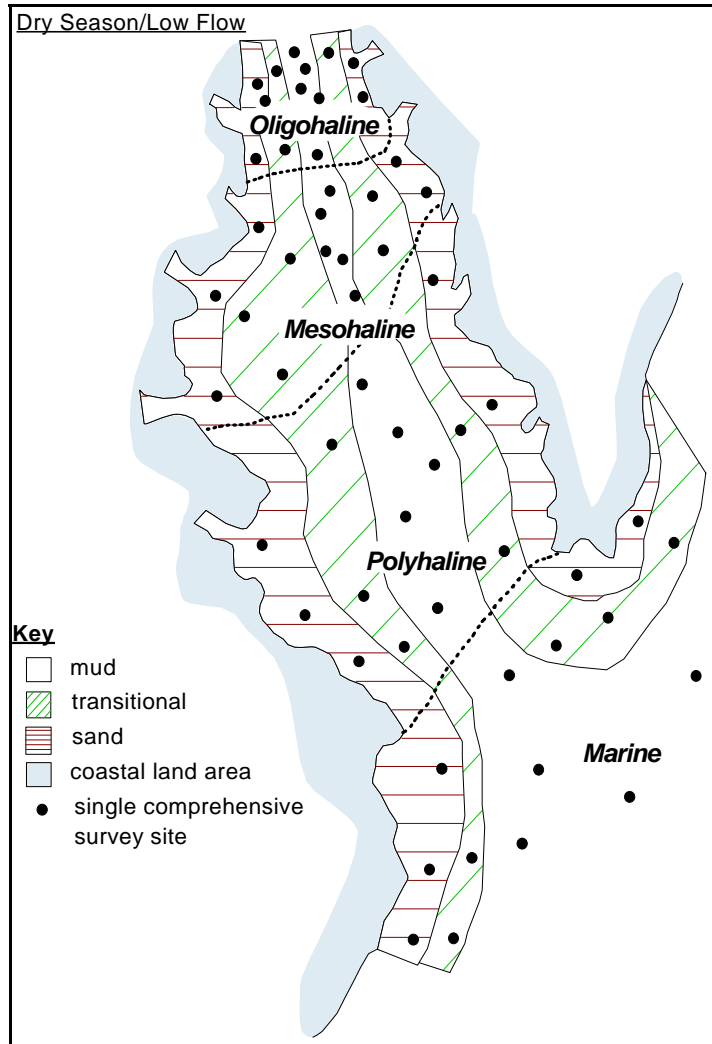 Dry Season/Low Flow
Oligohaline
Mesohaline
Polyhaline
Marine
Key
mud
transitional
sand
coastal land area
single comprehensive
survey site